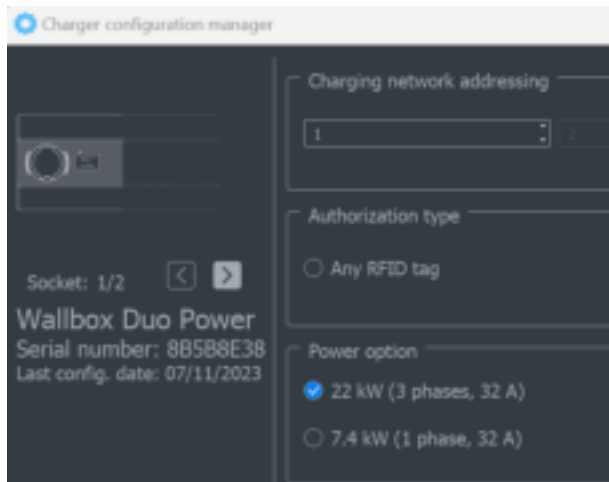 Charger configuration manager
Charging network addressing
1
2
Authorization type
Any RFID tag
Socket: 1/2
Wallbox Duo Power
Serial number: 8B5B8E38
Last config. date: 07/11/2023
Power option
22 kW (3 phases, 32 A)
7.4 kW (1 phase, 32 A)